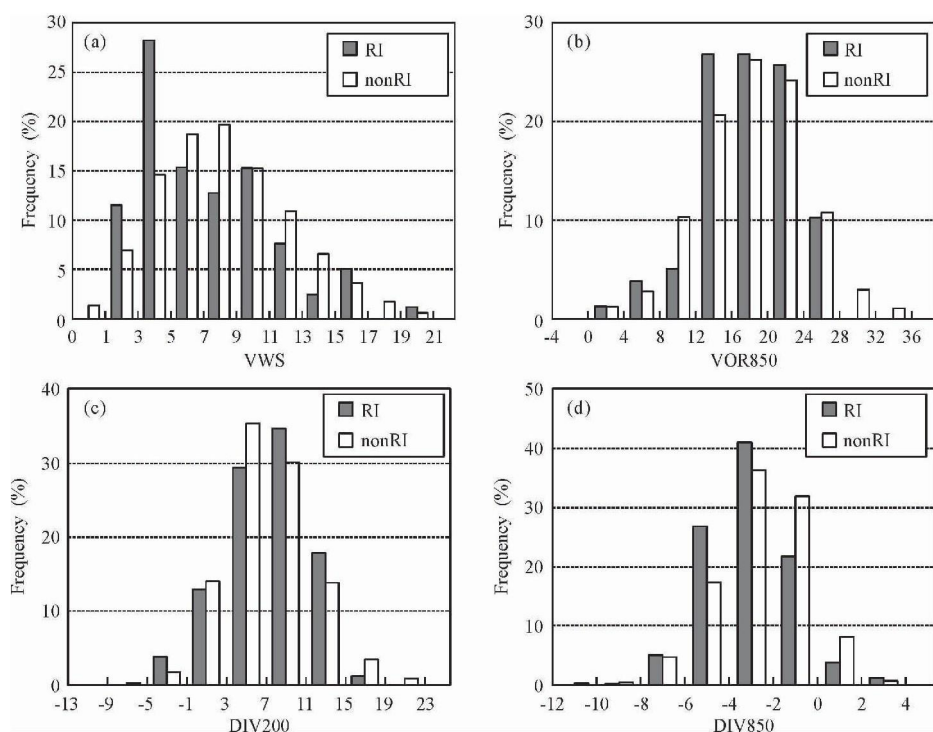 30
(a)
RI
nonRI
25
20
15
10
5
0
Frequency (%)
0 1 3 5 7 9 11 13 15 17 19 21
VWS
30
(b)
RI
nonRI
20
10
0
Frequency (%)
-4 0 4 8 12 16 20 24 28 32 36
VOR850
40
(c)
RI
nonRI
30
20
10
0
Frequency (%)
-13 -9 -5 -1 3 7 11 15 19 23
DIV200
50
(d)
RI
nonRI
40
30
20
10
0
Frequency (%)
-12 -10 -8 -6 -4 -2 0 2 4
DIV850